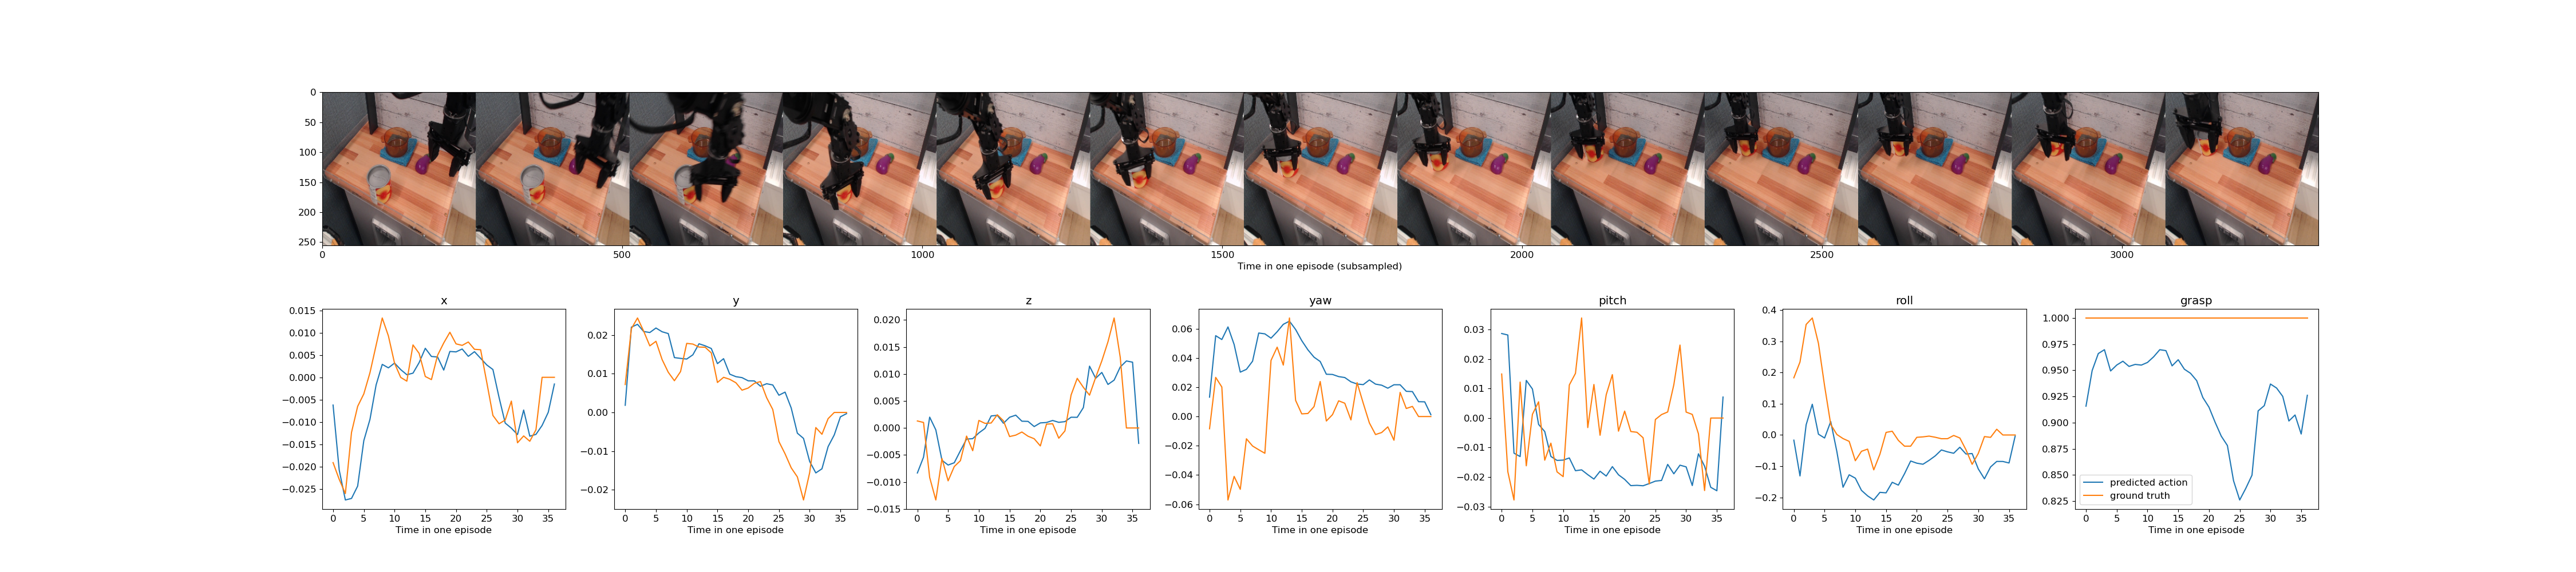 0
50
100
150
200
250
0 500 1000 1500 2000 2500 3000
Time in one episode (subsampled)
x
0.015
0.010
0.005
0.000
−0.005
−0.010
−0.015
−0.020
−0.025
0 5 10 15 20 25 30 35
Time in one episode
y
0.02
0.01
0.00
−0.01
−0.02
0 5 10 15 20 25 30 35
Time in one episode
z
0.020
0.015
0.010
0.005
0.000
−0.005
−0.010
−0.015
0 5 10 15 20 25 30 35
Time in one episode
yaw
0.06
0.04
0.02
0.00
−0.02
−0.04
−0.06
0 5 10 15 20 25 30 35
Time in one episode
pitch
0.03
0.02
0.01
0.00
−0.01
−0.02
−0.03
0 5 10 15 20 25 30 35
Time in one episode
roll
0.4
0.3
0.2
0.1
0.0
−0.1
−0.2
0 5 10 15 20 25 30 35
Time in one episode
grasp
1.000
0.975
0.950
0.925
0.900
0.875
0.850
0.825
predicted action
ground truth
0 5 10 15 20 25 30 35
Time in one episode